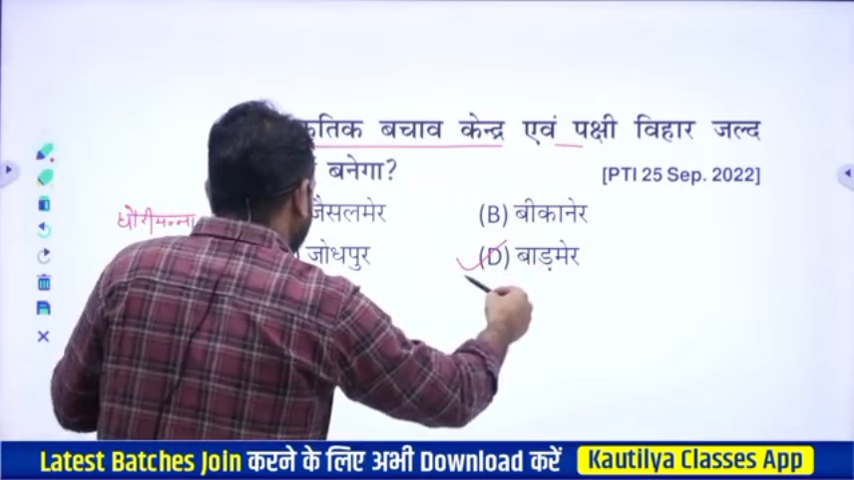 बचाव केन्द्र एवं पक्षी विहार जल्द
बनेगा? [PTI 25 Sep. 2022]
धोरीमन्ना
जैसलमेर (B) बीकानेर
जोधपुर (D) बाड़मेर
Latest Batches Join करने के लिए अभी Download करें Kautilya Classes App